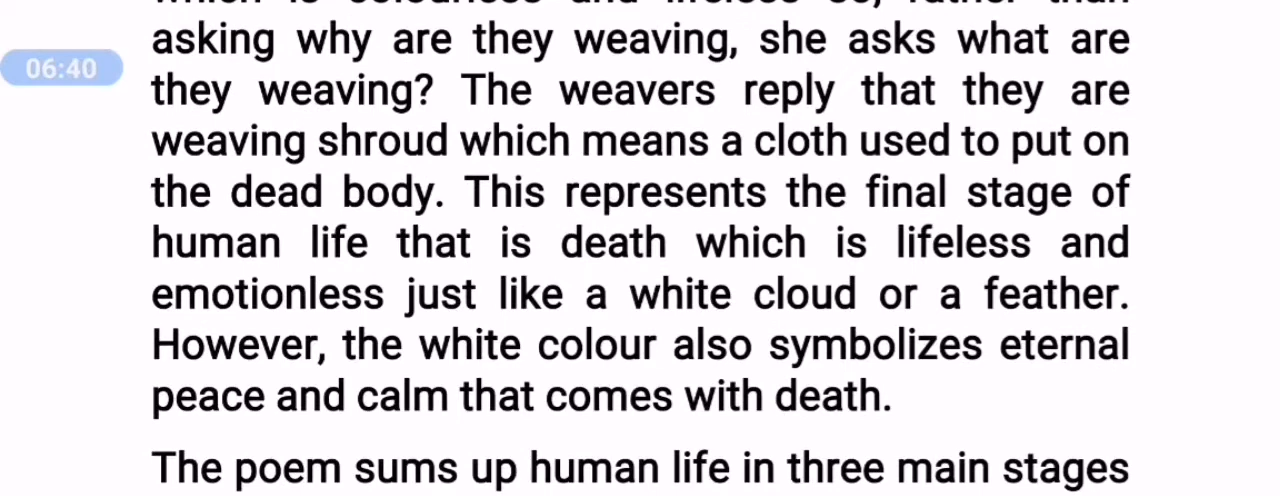 06:40
asking why are they weaving, she asks what are
they weaving? The weavers reply that they are
weaving shroud which means a cloth used to put on
the dead body. This represents the final stage of
human life that is death which is lifeless and
emotionless just like a white cloud or a feather.
However, the white colour also symbolizes eternal
peace and calm that comes with death.
The poem sums up human life in three main stages